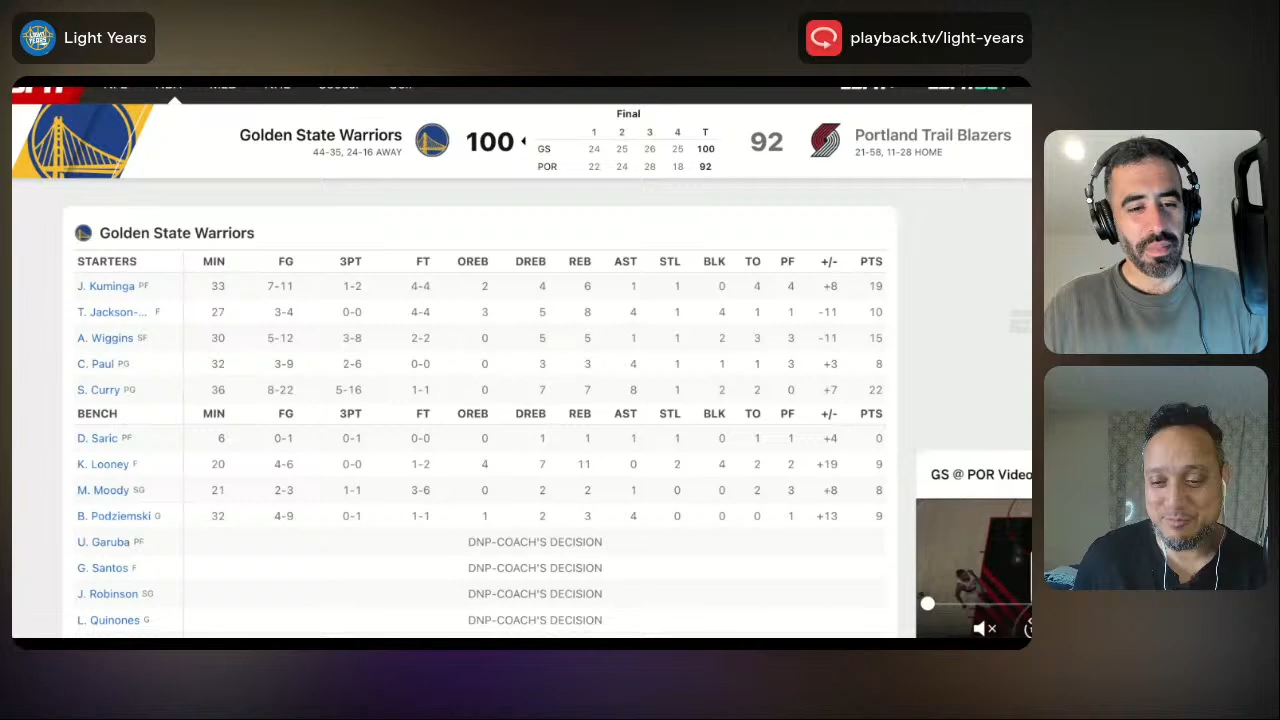 Light Years
playback.tv/light-years
Final
Golden State Warriors 100 1 2 3 4 T 92 Portland Trail Blazers
44-35, 24-16 AWAY GS 24 25 26 25 100 21-58, 11-28 HOME
POR 22 24 28 18 92
Golden State Warriors
STARTERS MIN FG 3PT FT OREB DREB REB AST STL BLK TO PF +/- PTS
J. Kuminga PF 33 7-11 1-2 4-4 2 4 6 1 1 0 4 4 +8 19
T. Jackson-... F 27 3-4 0-0 4-4 3 5 8 4 1 4 1 1 -11 10
A. Wiggins SF 30 5-12 3-8 2-2 0 5 5 1 1 2 3 3 -11 15
C. Paul PG 32 3-9 2-6 0-0 0 3 3 4 1 1 1 3 +3 8
S. Curry PG 36 8-22 5-16 1-1 0 7 7 8 1 2 2 0 +7 22
BENCH MIN FG 3PT FT OREB DREB REB AST STL BLK TO PF +/- PTS
D. Saric PF 6 0-1 0-1 0-0 0 1 1 1 1 0 1 1 +4 0
K. Looney F 20 4-6 0-0 1-2 4 7 11 0 2 4 2 2 +19 9
M. Moody SG 21 2-3 1-1 3-6 0 2 2 1 0 0 2 3 +8 8
B. Podziemski G 32 4-9 0-1 1-1 1 2 3 4 0 0 0 1 +13 9
U. Garuba PF DNP-COACH'S DECISION
G. Santos F DNP-COACH'S DECISION
J. Robinson SG DNP-COACH'S DECISION
L. Quinones G DNP-COACH'S DECISION
GS @ POR Video